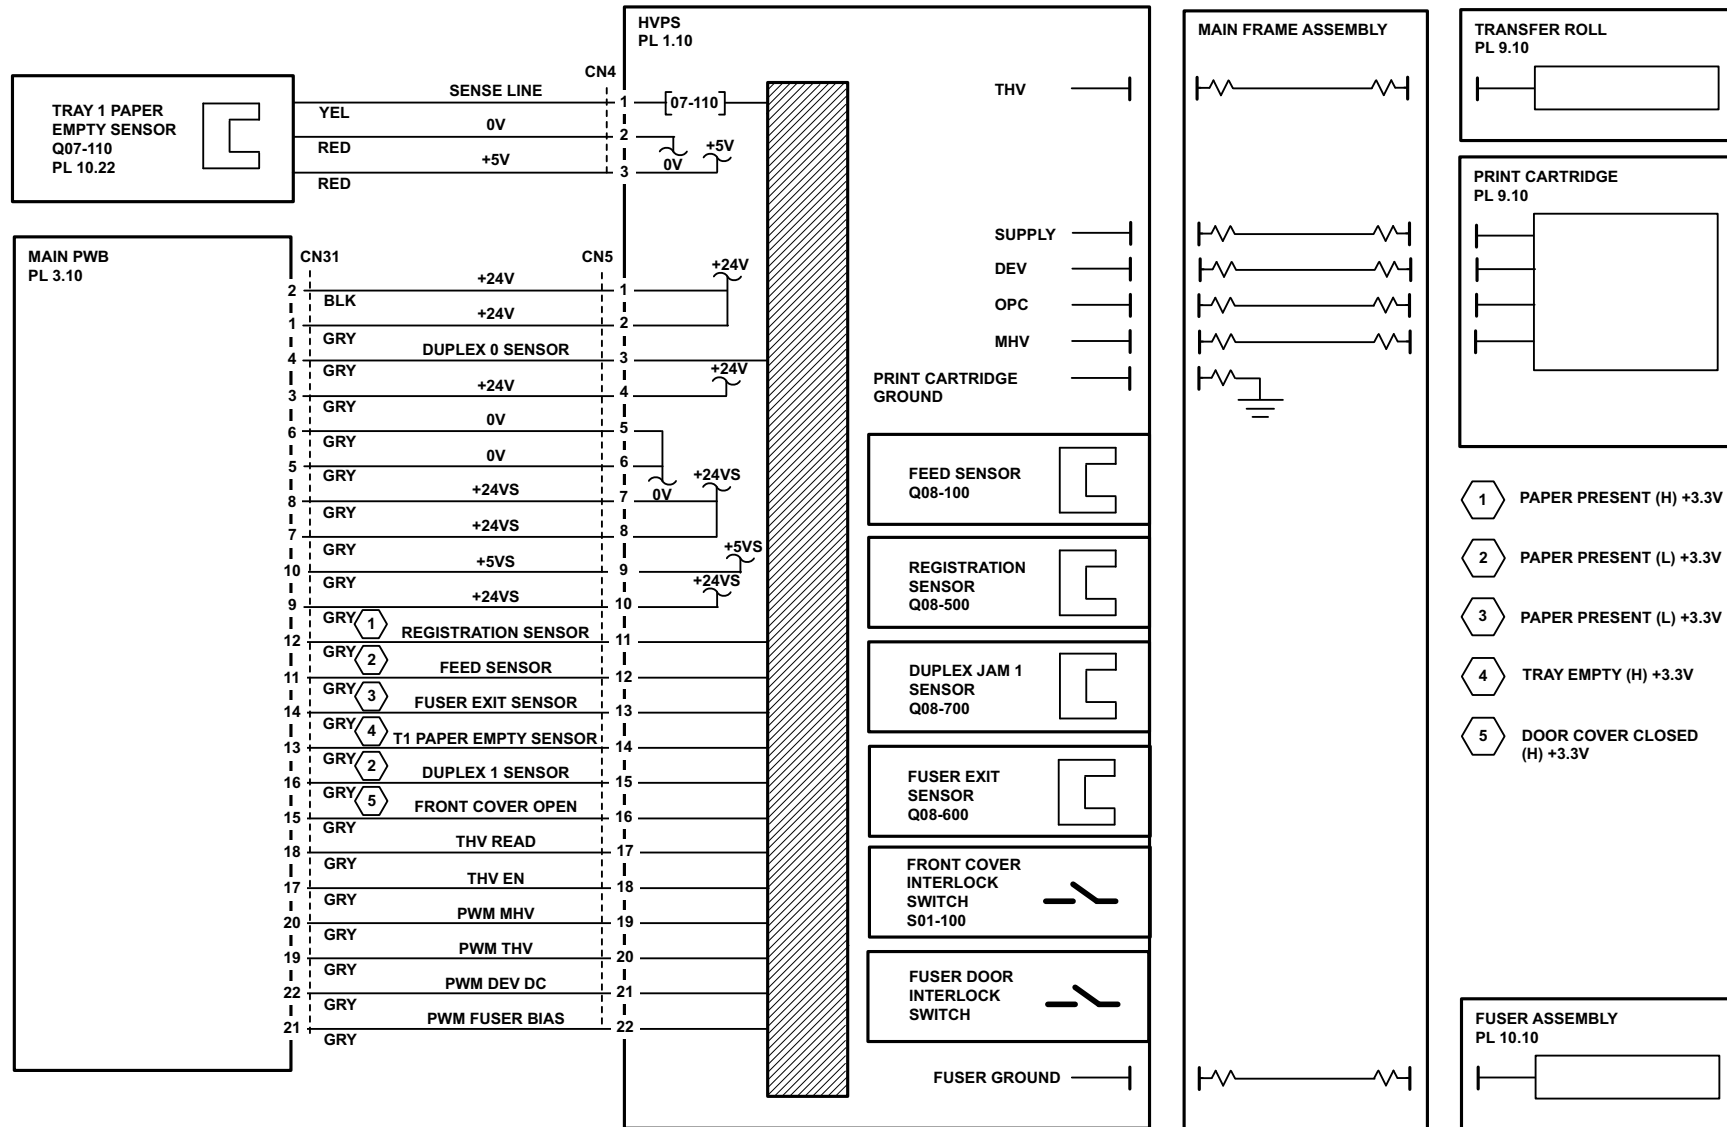 HVPS
PL 1.10
MAIN FRAME ASSEMBLY
TRANSFER ROLL
PL 9.10
TRAY 1 PAPER
EMPTY SENSOR
Q07-110
PL 10.22
CN4
SENSE LINE
YEL
1
07-110
0V
RED
2
0V
+5V
RED
3
+5V
THV
PRINT CARTRIDGE
PL 9.10
SUPPLY
DEV
OPC
MHV
PRINT CARTRIDGE
GROUND
MAIN PWB
PL 3.10
CN31
CN5
2
+24V
BLK
1
+24V
1
+24V
GRY
2
4
DUPLEX 0 SENSOR
GRY
3
3
+24V
GRY
4
+24V
6
0V
GRY
5
5
0V
GRY
6
0V
8
+24VS
GRY
7
+24VS
7
+24VS
GRY
8
10
+5VS
GRY
9
+5VS
9
+24VS
GRY
10
+24VS
1
12
REGISTRATION SENSOR
GRY
11
2
11
FEED SENSOR
GRY
12
3
14
FUSER EXIT SENSOR
GRY
13
4
13
T1 PAPER EMPTY SENSOR
GRY
14
2
16
DUPLEX 1 SENSOR
GRY
15
5
15
FRONT COVER OPEN
GRY
16
18
THV READ
GRY
17
17
THV EN
GRY
18
20
PWM MHV
GRY
19
19
PWM THV
GRY
20
22
PWM DEV DC
GRY
21
21
PWM FUSER BIAS
GRY
22
FEED SENSOR
Q08-100
REGISTRATION
SENSOR
Q08-500
DUPLEX JAM 1
SENSOR
Q08-700
FUSER EXIT
SENSOR
Q08-600
FRONT COVER
INTERLOCK
SWITCH
S01-100
FUSER DOOR
INTERLOCK
SWITCH
FUSER GROUND
1 PAPER PRESENT (H) +3.3V
2 PAPER PRESENT (L) +3.3V
3 PAPER PRESENT (L) +3.3V
4 TRAY EMPTY (H) +3.3V
5 DOOR COVER CLOSED
(H) +3.3V
FUSER ASSEMBLY
PL 10.10